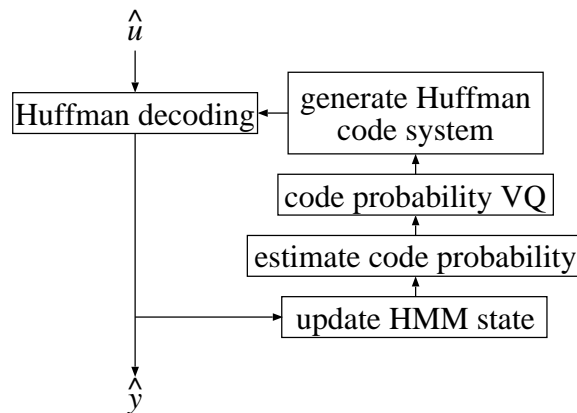 û
Huffman decoding
generate Huffman
code system
code probability VQ
estimate code probability
update HMM state
ŷ